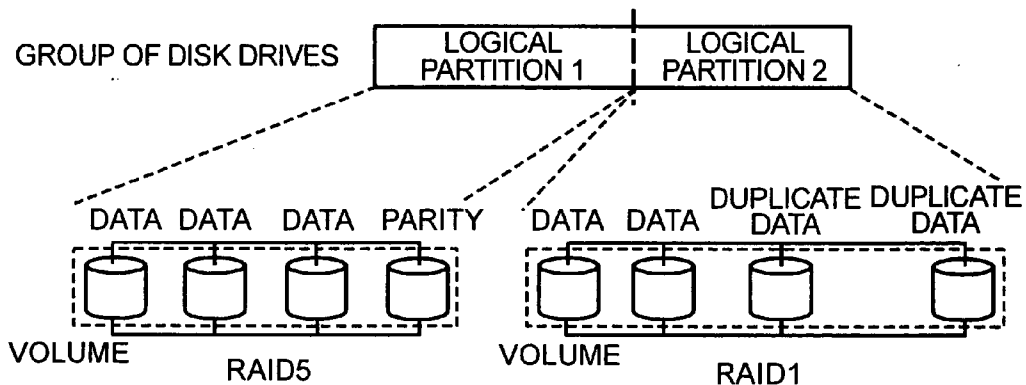 GROUP OF DISK DRIVES
LOGICAL
PARTITION 1
LOGICAL
PARTITION 2
DATA DATA DATA PARITY
DATA DATA DUPLICATE
DATA DUPLICATE
DATA
VOLUME
RAID5
VOLUME
RAID1